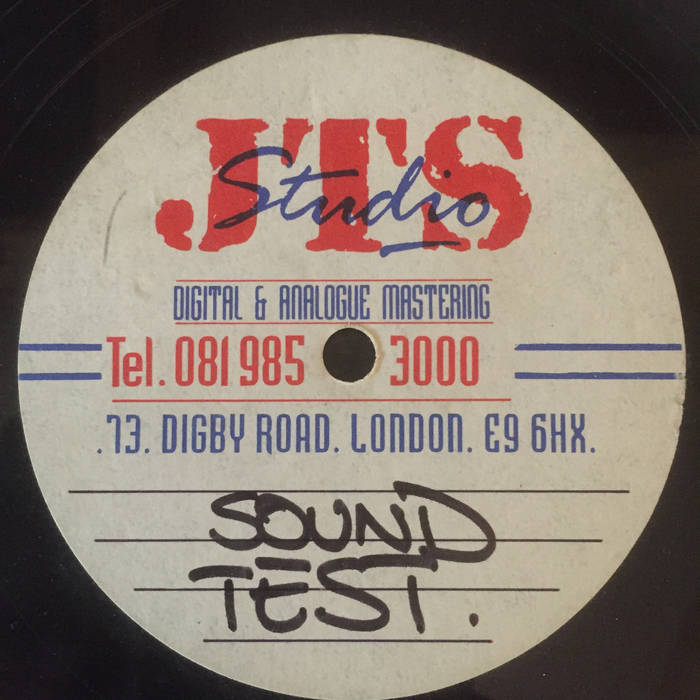 JTS
Studio
DIGITAL & ANALOGUE MASTERING
Tel. 081 985 3000
.73. DIGBY ROAD. LONDON. E9 6HX.
SOUND
TEST.